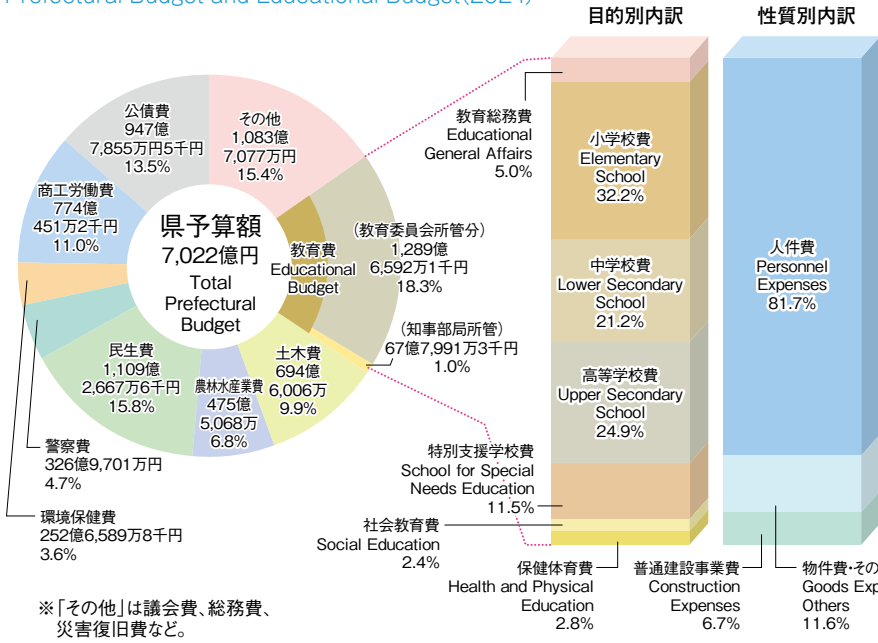 Prefectural Budget and Educational Budget(2024)
目的別内訳
性質別内訳
公債費
947億
7,855万円5千円
13.5%
その他
1,083億
7,077万円
15.4%
商工労働費
774億
451万2千円
11.0%
県予算額
7,022億円
Total
Prefectural
Budget
教育費
Educational
Budget
(教育委員会所管分)
1,289億
6,592万1千円
18.3%
(知事部局所管)
67億7,991万3千円
1.0%
土木費
694億
6,006万
9.9%
農林水産業費
475億
5,068万
6.8%
民生費
1,109億
2,667万6千円
15.8%
警察費
326億9,701万円
4.7%
環境保健費
252億6,589万8千円
3.6%
※「その他」は議会費、総務費、
災害復旧費など。
教育総務費
Educational
General Affairs
5.0%
小学校費
Elementary
School
32.2%
中学校費
Lower Secondary
School
21.2%
高等学校費
Upper Secondary
School
24.9%
特別支援学校費
School for Special
Needs Education
11.5%
社会教育費
Social Education
2.4%
保健体育費
Health and Physical
Education
2.8%
人件費
Personnel
Expenses
81.7%
普通建設事業費
Construction
Expenses
6.7%
物件費・その
Goods Exp
Others
11.6%